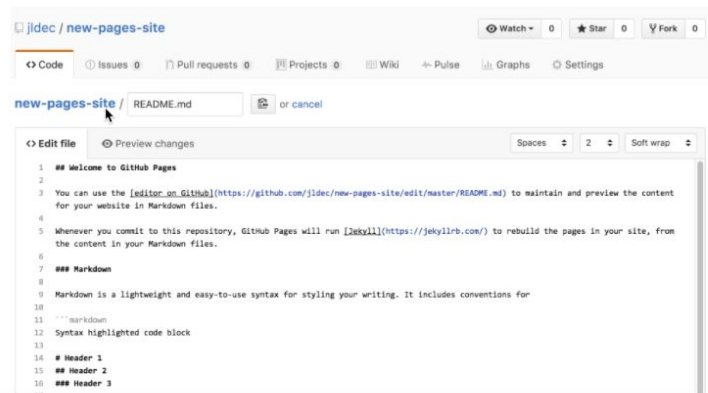 jldec / new-pages-site
Watch 0 Star 0 Fork 0
<> Code Issues 0 Pull requests 0 Projects 0 Wiki Pulse Graphs Settings
new-pages-site / README.md or cancel
<> Edit file Preview changes Spaces 2 Soft wrap
1 ## Welcome to GitHub Pages
2
3 You can use the [editor on GitHub](https://github.com/jldec/new-pages-site/edit/master/README.md) to maintain and preview the content
for your website in Markdown files.
4
5 Whenever you commit to this repository, GitHub Pages will run [Jekyll](https://jekyllrb.com/) to rebuild the pages in your site, from
the content in your Markdown files.
6
7 ### Markdown
8
9 Markdown is a lightweight and easy-to-use syntax for styling your writing. It includes conventions for
10
11 ```markdown
12 Syntax highlighted code block
13
14 # Header 1
15 ## Header 2
16 ### Header 3